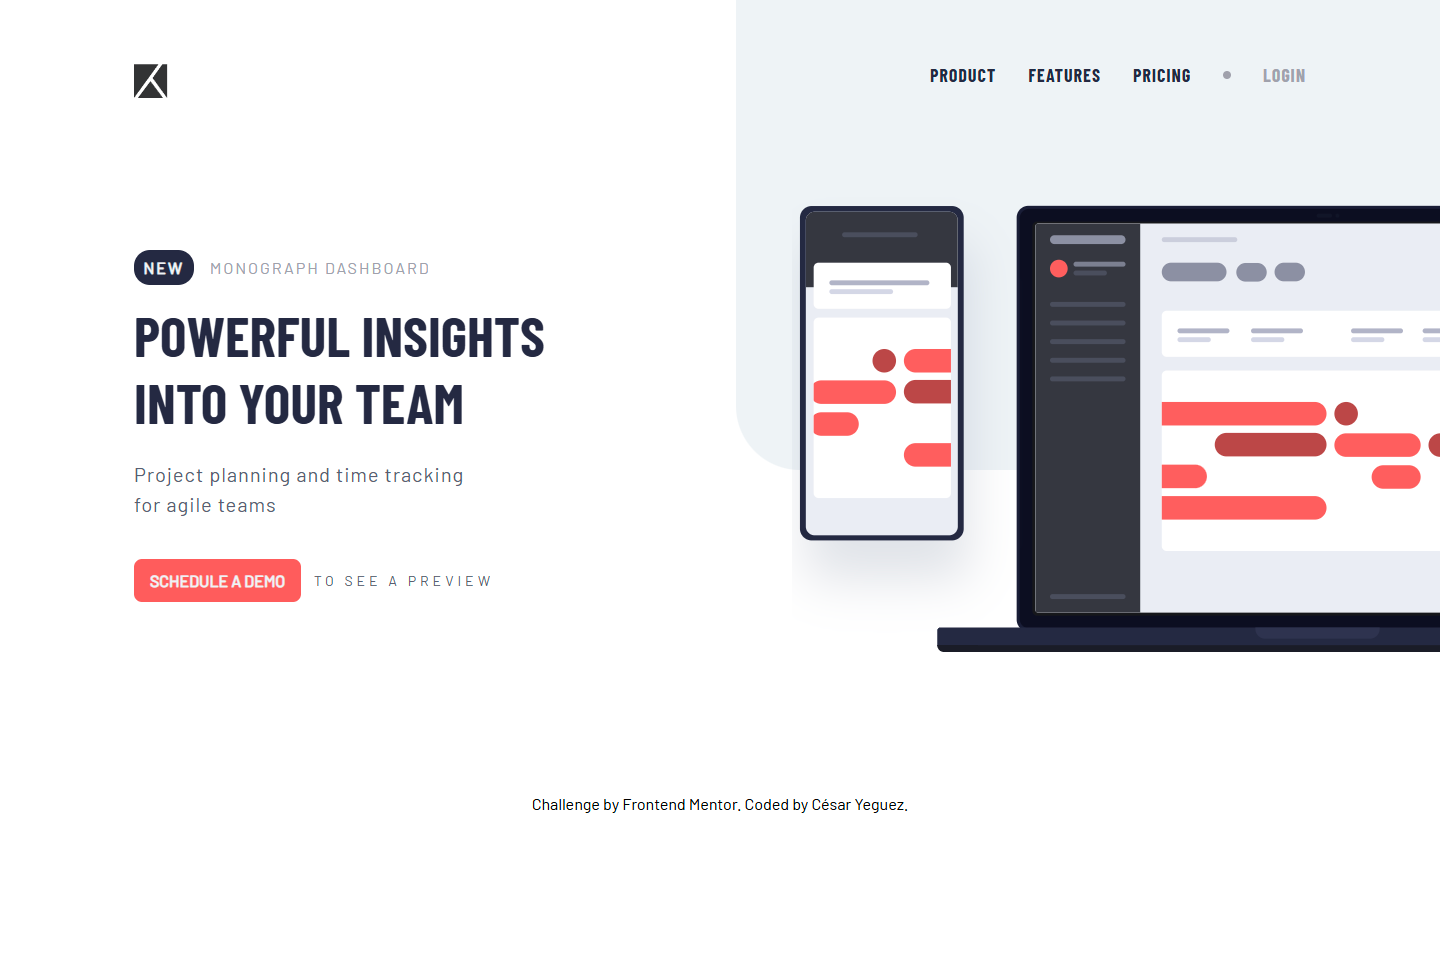 PRODUCT FEATURES PRICING LOGIN
NEW MONOGRAPH DASHBOARD
POWERFUL INSIGHTS
INTO YOUR TEAM
Project planning and time tracking
for agile teams
SCHEDULE A DEMO TO SEE A PREVIEW
Challenge by Frontend Mentor. Coded by César Yeguez.